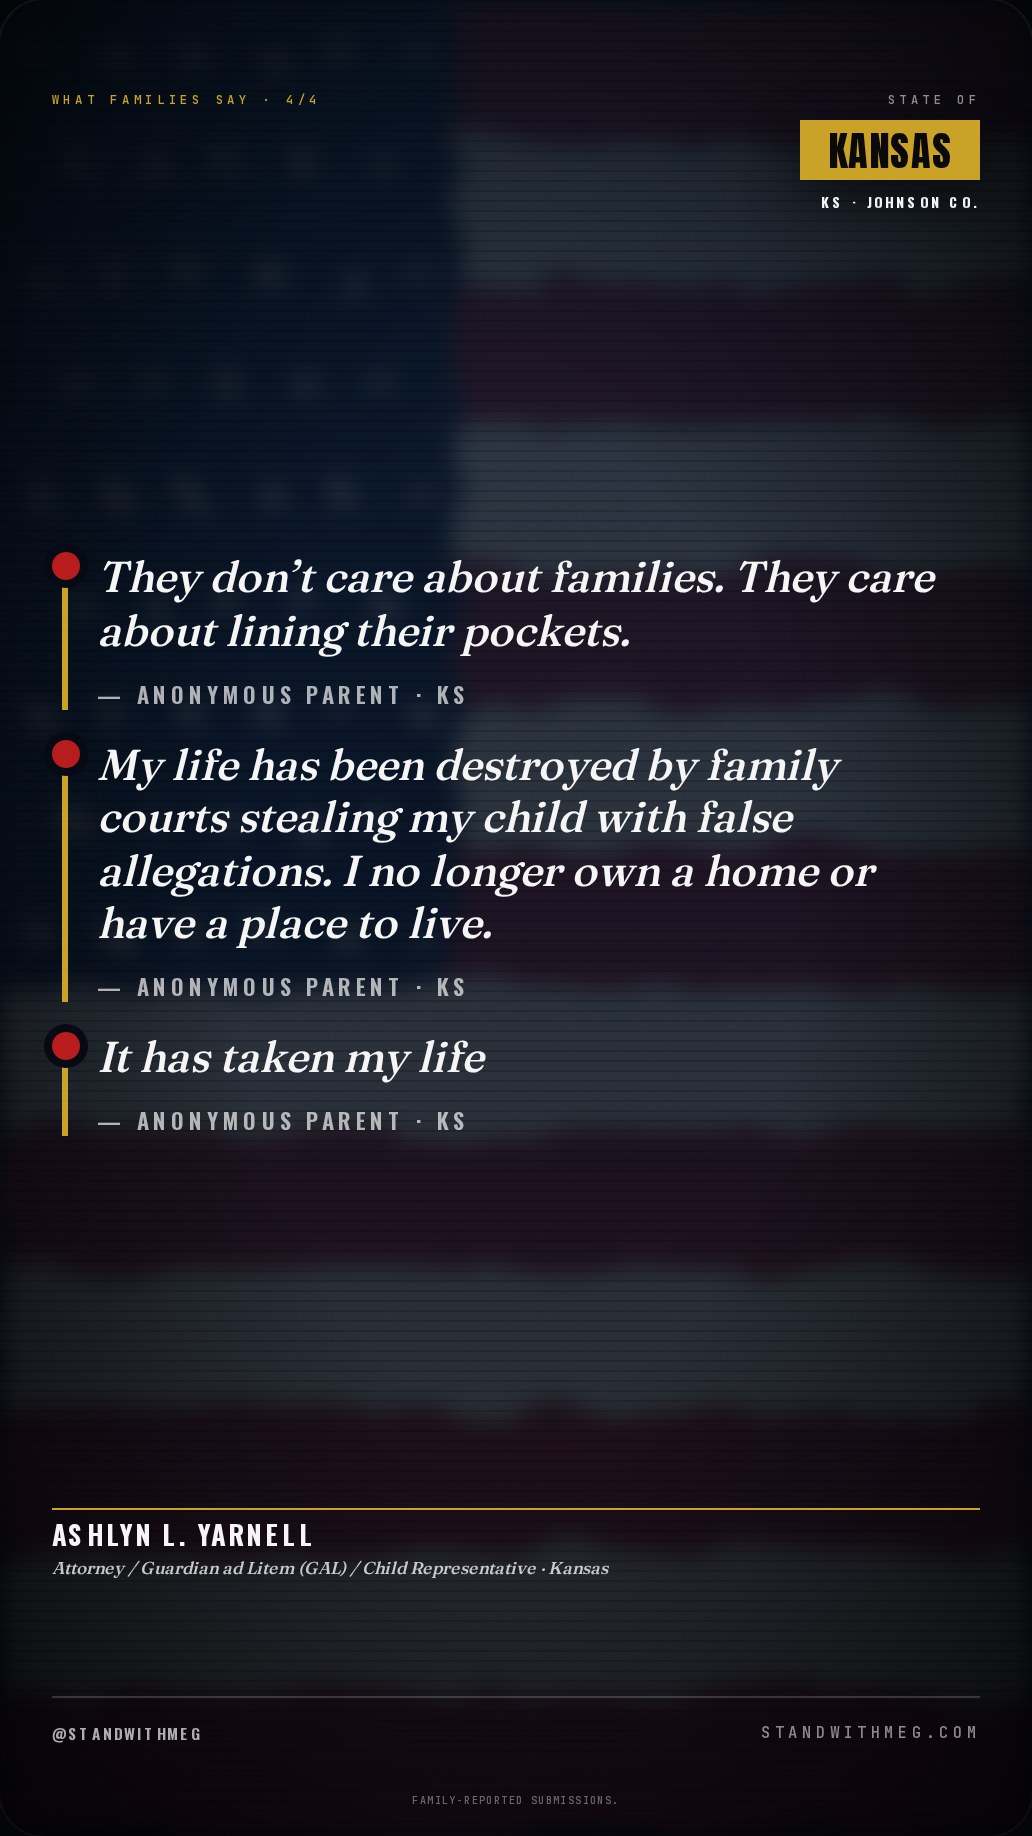 WHAT FAMILIES SAY · 4/4
STATE OF
KANSAS
KS · JOHNSON CO.
They don’t care about families. They care
about lining their pockets.
— ANONYMOUS PARENT · KS
My life has been destroyed by family
courts stealing my child with false
allegations. I no longer own a home or
have a place to live.
— ANONYMOUS PARENT · KS
It has taken my life
— ANONYMOUS PARENT · KS
ASHLYN L. YARNELL
Attorney / Guardian ad Litem (GAL) / Child Representative · Kansas
@STANDWITHMEG
STANDWITHMEG.COM
FAMILY-REPORTED SUBMISSIONS.